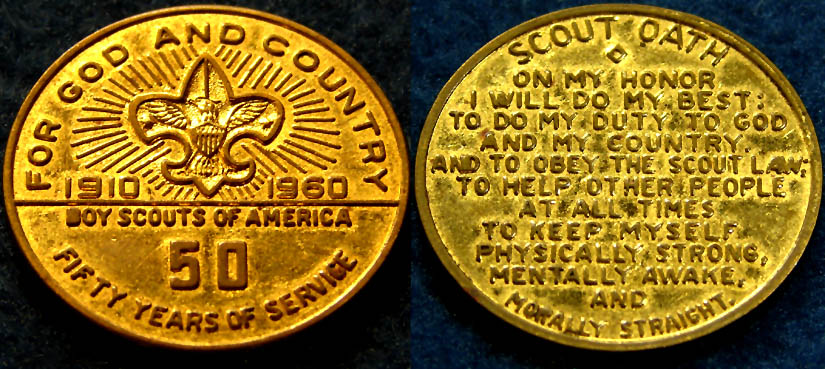 FOR GOD AND COUNTRY
1910 1960
BOY SCOUTS OF AMERICA
50
FIFTY YEARS OF SERVICE
SCOUT OATH
ON MY HONOR
I WILL DO MY BEST:
TO DO MY DUTY TO GOD
AND MY COUNTRY,
AND TO OBEY THE SCOUT LAW;
TO HELP OTHER PEOPLE
AT ALL TIMES
TO KEEP MYSELF
PHYSICALLY STRONG,
MENTALLY AWAKE,
AND
MORALLY STRAIGHT.